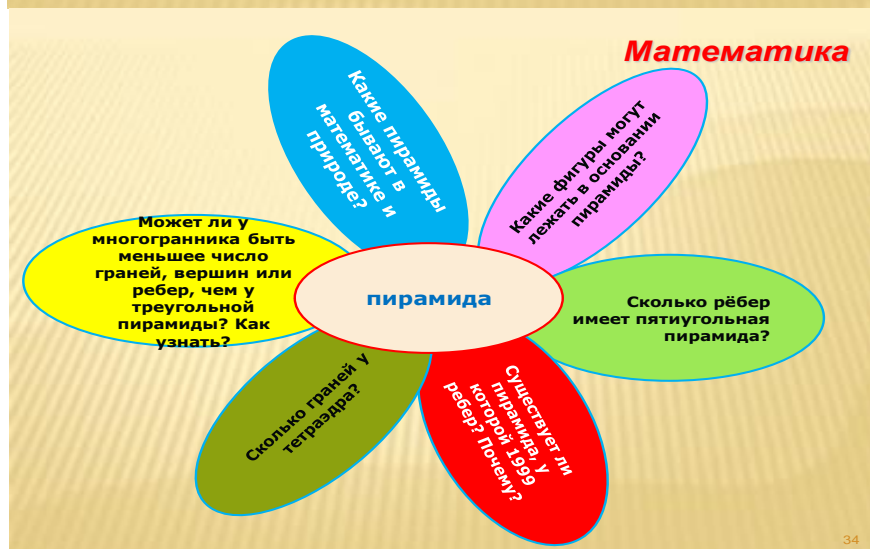 Математика
Какие пирамиды
бывают в
математике и
природе?
Какие фигуры могут
лежать в основании
пирамиды?
Может ли у
многогранника быть
меньшее число
граней, вершин или
ребер, чем у
треугольной
пирамиды? Как
узнать?
пирамида
Сколько рёбер
имеет пятиугольная
пирамида?
Сколько граней у
тетраэдра?
Существует ли
пирамида, у
которой 1999
ребер? Почему?
34